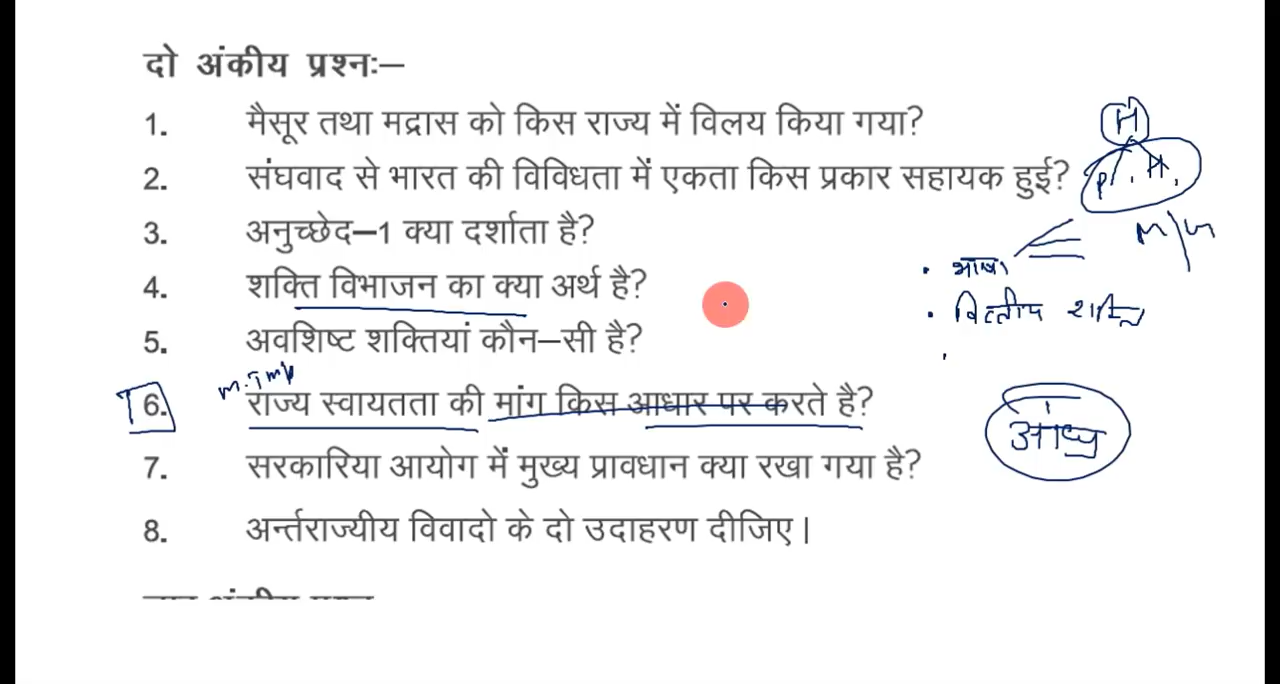 दो अंकीय प्रश्नः–
1. मैसूर तथा मद्रास को किस राज्य में विलय किया गया?
2. संघवाद से भारत की विविधता में एकता किस प्रकार सहायक हुई?
P, H,
M/G
3. अनुच्छेद–1 क्या दर्शाता है?
• भाषा
4. शक्ति विभाजन का क्या अर्थ है?
• वित्तीय
5. अवशिष्ट शक्तियां कौन–सी है?
6. राज्य स्वायतता की मांग किस आधार पर करते है?
7. सरकारिया आयोग में मुख्य प्रावधान क्या रखा गया है?
8. अर्न्तराज्यीय विवादो के दो उदाहरण दीजिए।